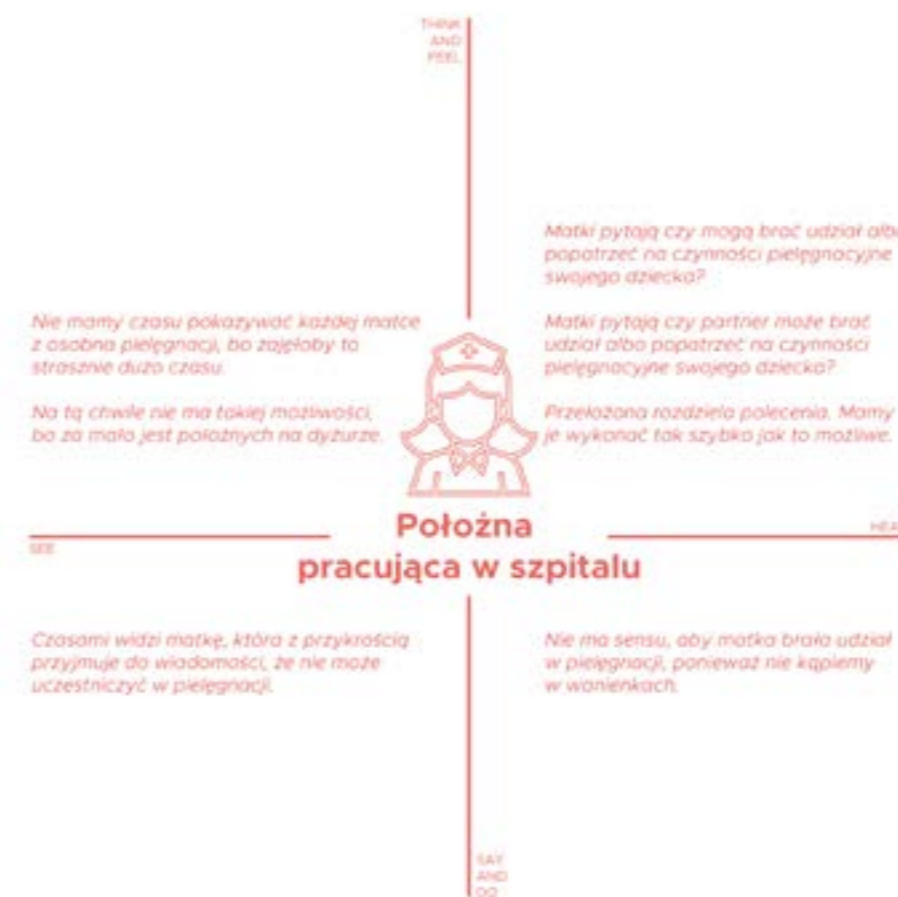 THINK
AND
FEEL
Matki pytają czy mogą brać udział albo
popatrzeć na czynności pielęgnacyjne
swojego dziecka?
Nie mamy czasu pokazywać każdej matce
z osobna pielęgnacji, bo zajęłoby to
strasznie dużo czasu.
Matki pytają czy partner może brać
udział albo popatrzeć na czynności
pielęgnacyjne swojego dziecka?
Na tą chwile nie ma takiej możliwości,
bo za mało jest położnych na dyżurze.
Przełożona rozdziela polecenia. Mamy
je wykonać tak szybko jak to możliwe.
Położna
pracująca w szpitalu
SEE
HEA
Czasami widzi matkę, która z przykrością
przyjmuje do wiadomości, że nie może
uczestniczyć w pielęgnacji.
Nie ma sensu, aby matka brała udział
w pielęgnacji, ponieważ nie kąpiemy
w wanienkach.
SAY
AND
DO